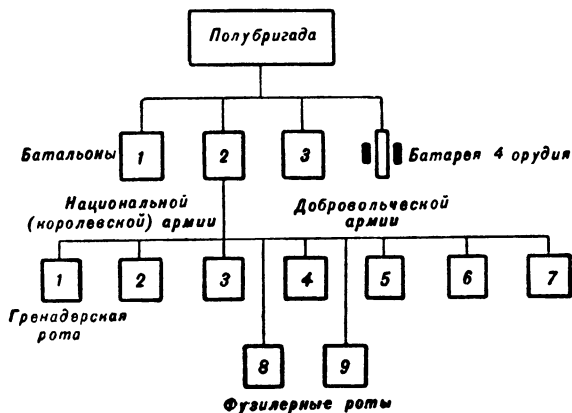 Полубригада
Батальоны 1 2 3 Батарея 4 орудия
Национальной (королевской) армии
Добровольческой армии
1 2 3 4 5 6 7
Гренадерская рота
8 9
Фузилерные роты